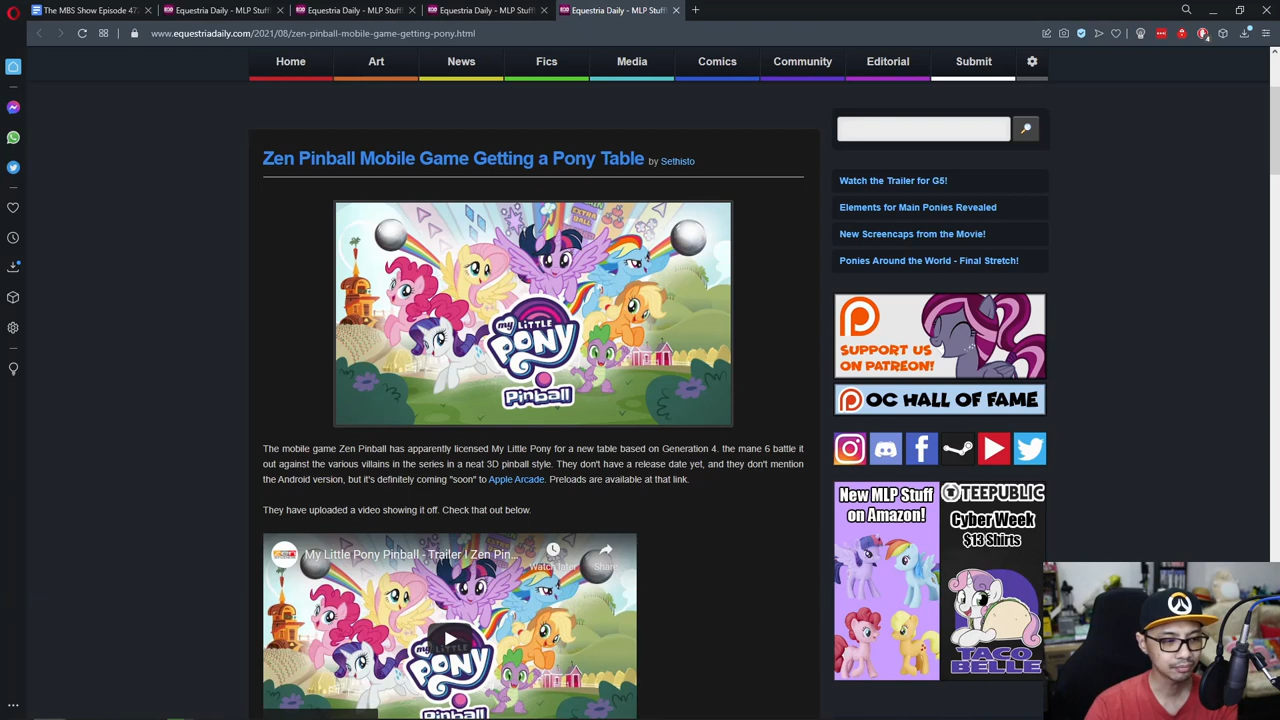 The MBS Show Episode 47
Equestria Daily - MLP Stuff
Equestria Daily - MLP Stuff
Equestria Daily - MLP Stuff
Equestria Daily - MLP Stuff
www.equestriadaily.com/2021/08/zen-pinball-mobile-game-getting-pony.html
Home
Art
News
Fics
Media
Comics
Community
Editorial
Submit
Zen Pinball Mobile Game Getting a Pony Table by Sethisto
EXTRA
BALL
my LiTTLE
PONY
Pinball
The mobile game Zen Pinball has apparently licensed My Little Pony for a new table based on Generation 4. the mane 6 battle it
out against the various villains in the series in a neat 3D pinball style. They don't have a release date yet, and they don't mention
the Android version, but it's definitely coming "soon" to Apple Arcade. Preloads are available at that link.
They have uploaded a video showing it off. Check that out below.
My Little Pony Pinball - Trailer | Zen Pin...
Watch later
Share
my LiTTLE
PONY
Pinball
Watch the Trailer for G5!
Elements for Main Ponies Revealed
New Screencaps from the Movie!
Ponies Around the World - Final Stretch!
SUPPORT US
ON PATREON!
OC HALL OF FAME
New MLP Stuff
on Amazon!
TEEPUBLIC
Cyber Week
$13 Shirts
TACO
BELLE